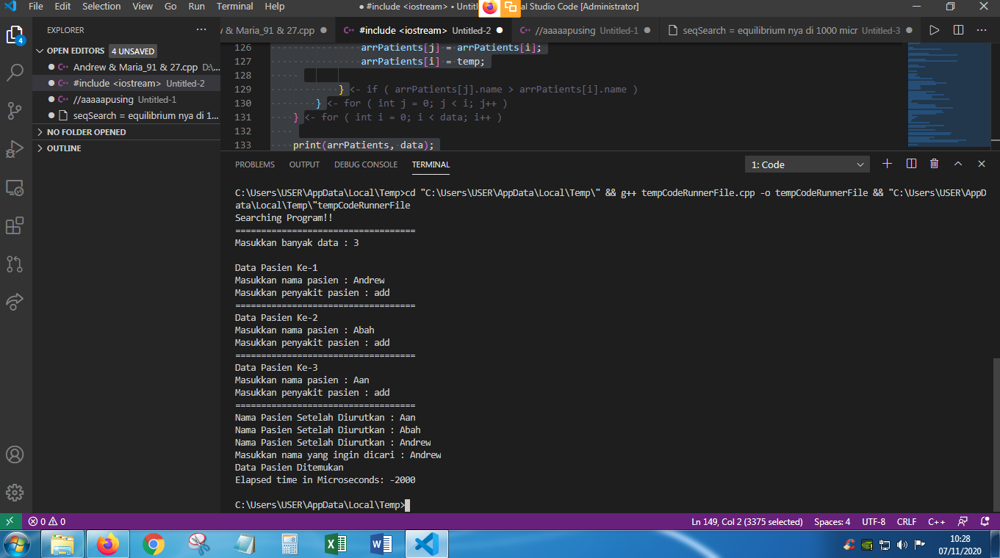 File Edit Selection View Go Run Terminal Help
● #include <iostream> • Untitl al Studio Code [Administrator]
EXPLORER
OPEN EDITORS 4 UNSAVED
Andrew & Maria_91 & 27.cpp D:\...
#include <iostream> Untitled-2
//aaaaapusing Untitled-1
seqSearch = equilibrium nya di 1...
NO FOLDER OPENED
OUTLINE
4
& Maria_91 & 27.cpp ● #include <iostream> Untitled-2 ● //aaaaapusing Untitled-1 ● seqSearch = equilibrium nya di 1000 micr Untitled-3 ●
126 arrPatients[j] = arrPatients[i];
127 arrPatients[i] = temp;
128
129 } <- if ( arrPatients[j].name > arrPatients[i].name )
130 } <- for ( int j = 0; j < i; j++ )
131 } <- for ( int i = 0; i < data; i++ )
132
133 print(arrPatients, data);
PROBLEMS OUTPUT DEBUG CONSOLE TERMINAL 1: Code
C:\Users\USER\AppData\Local\Temp>cd "C:\Users\USER\AppData\Local\Temp\" && g++ tempCodeRunnerFile.cpp -o tempCodeRunnerFile && "C:\Users\USER\AppD
ata\Local\Temp\"tempCodeRunnerFile
Searching Program!!
===================================
Masukkan banyak data : 3
Data Pasien Ke-1
Masukkan nama pasien : Andrew
Masukkan penyakit pasien : add
===================================
Data Pasien Ke-2
Masukkan nama pasien : Abah
Masukkan penyakit pasien : add
===================================
Data Pasien Ke-3
Masukkan nama pasien : Aan
Masukkan penyakit pasien : add
===================================
Nama Pasien Setelah Diurutkan : Aan
Nama Pasien Setelah Diurutkan : Abah
Nama Pasien Setelah Diurutkan : Andrew
Masukkan nama yang ingin dicari : Andrew
Data Pasien Ditemukan
Elapsed time in Microseconds: -2000
C:\Users\USER\AppData\Local\Temp>
0 0 Ln 149, Col 2 (3375 selected) Spaces: 4 UTF-8 CRLF C++
10:28
07/11/2020